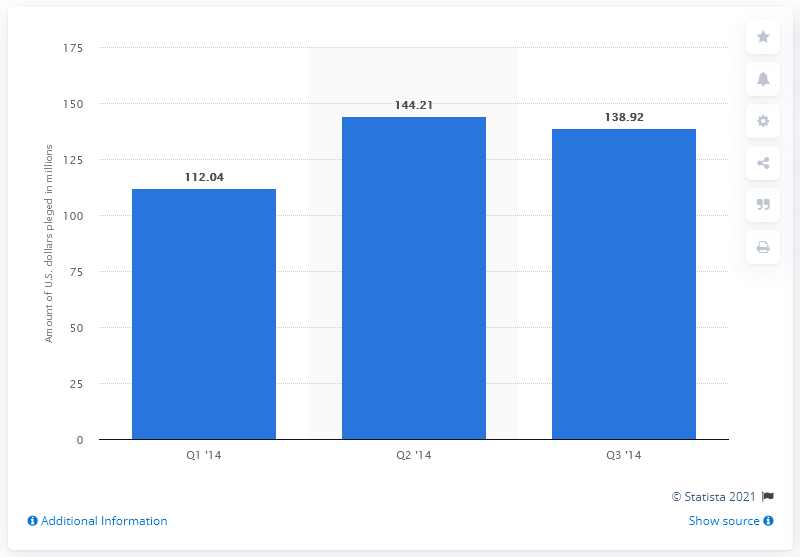 175
150
125
100
75
50
25
0
Amount of U.S. dollars pleged in millions
112.04
144.21
138.92
Q1 '14
Q2 '14
Q3 '14
© Statista 2021
Additional Information
Show source